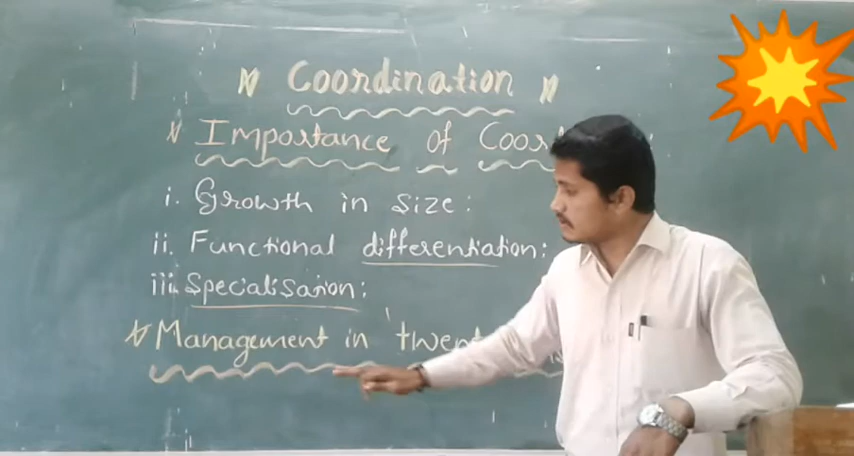 Coordination
Importance of Coor
i. Growth in size:
ii. Functional differentiation:
iii. Specialisation:
Management in twent